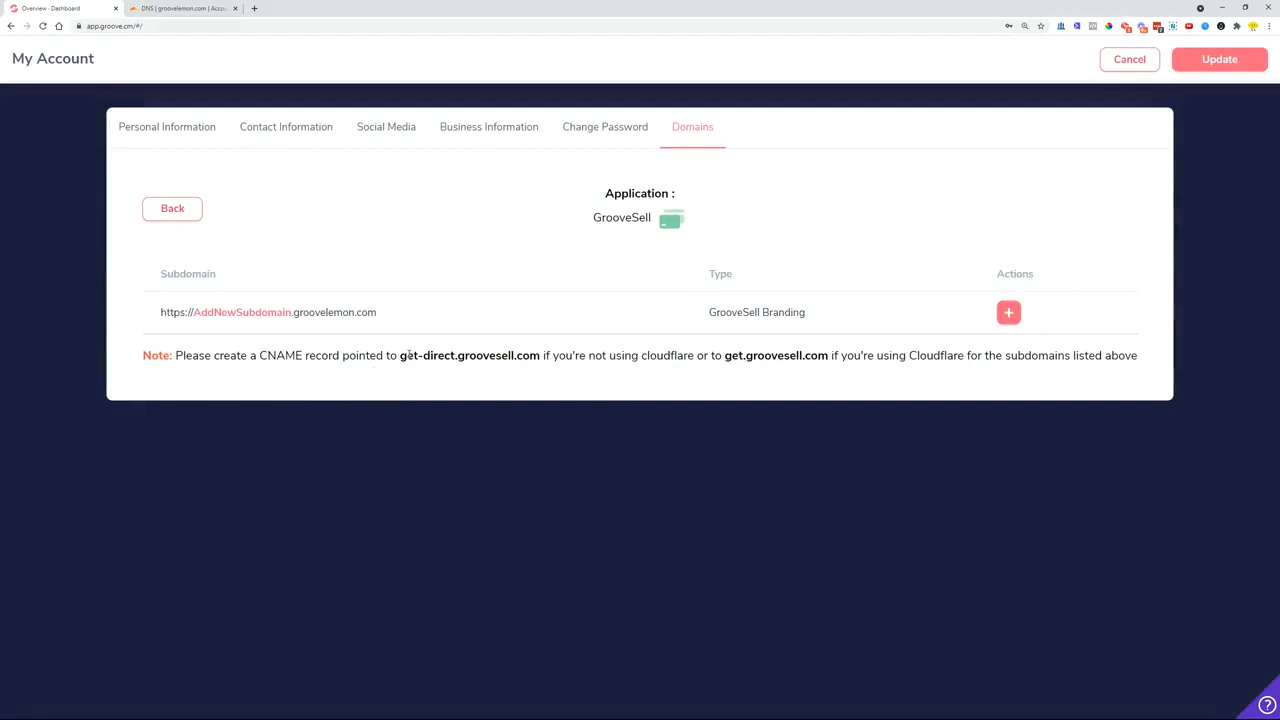 Overview - Dashboard
DNS | groovelemon.com | Accou
app.groove.cm/#/
My Account
Cancel
Update
Personal Information
Contact Information
Social Media
Business Information
Change Password
Domains
Back
Application :
GrooveSell
Subdomain
Type
Actions
https://AddNewSubdomain.groovelemon.com
GrooveSell Branding
Note: Please create a CNAME record pointed to get-direct.groovesell.com if you're not using cloudflare or to get.groovesell.com if you're using Cloudflare for the subdomains listed above